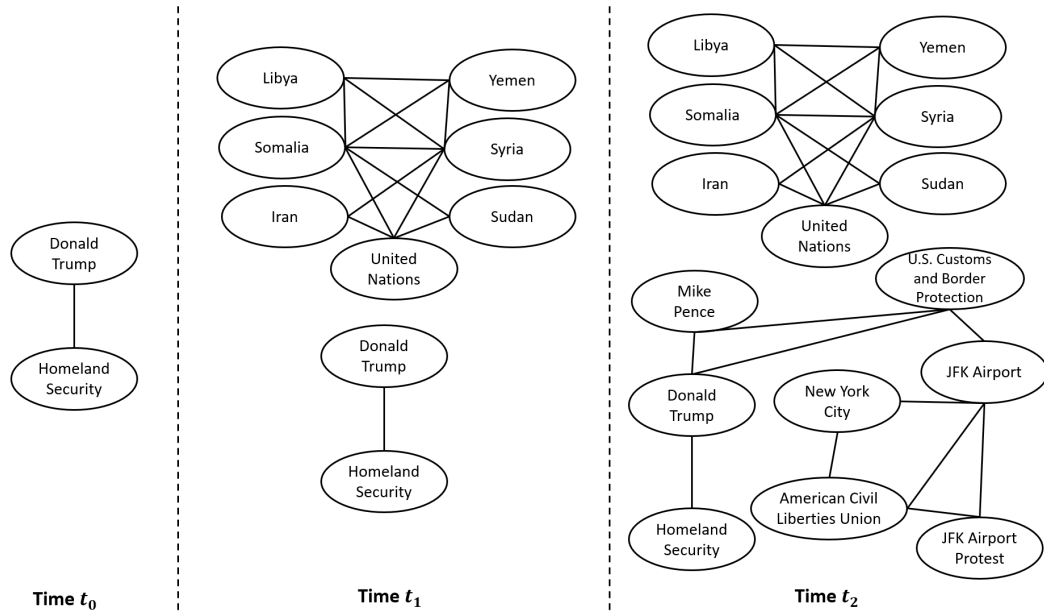 Donald
Trump
Homeland
Security
Time t0
Libya
Yemen
Somalia
Syria
Iran
Sudan
United
Nations
Donald
Trump
Homeland
Security
Time t1
Libya
Yemen
Somalia
Syria
Iran
Sudan
United
Nations
U.S. Customs
and Border
Protection
Mike
Pence
JFK Airport
Donald
Trump
New York
City
American Civil
Liberties Union
Homeland
Security
JFK Airport
Protest
Time t2